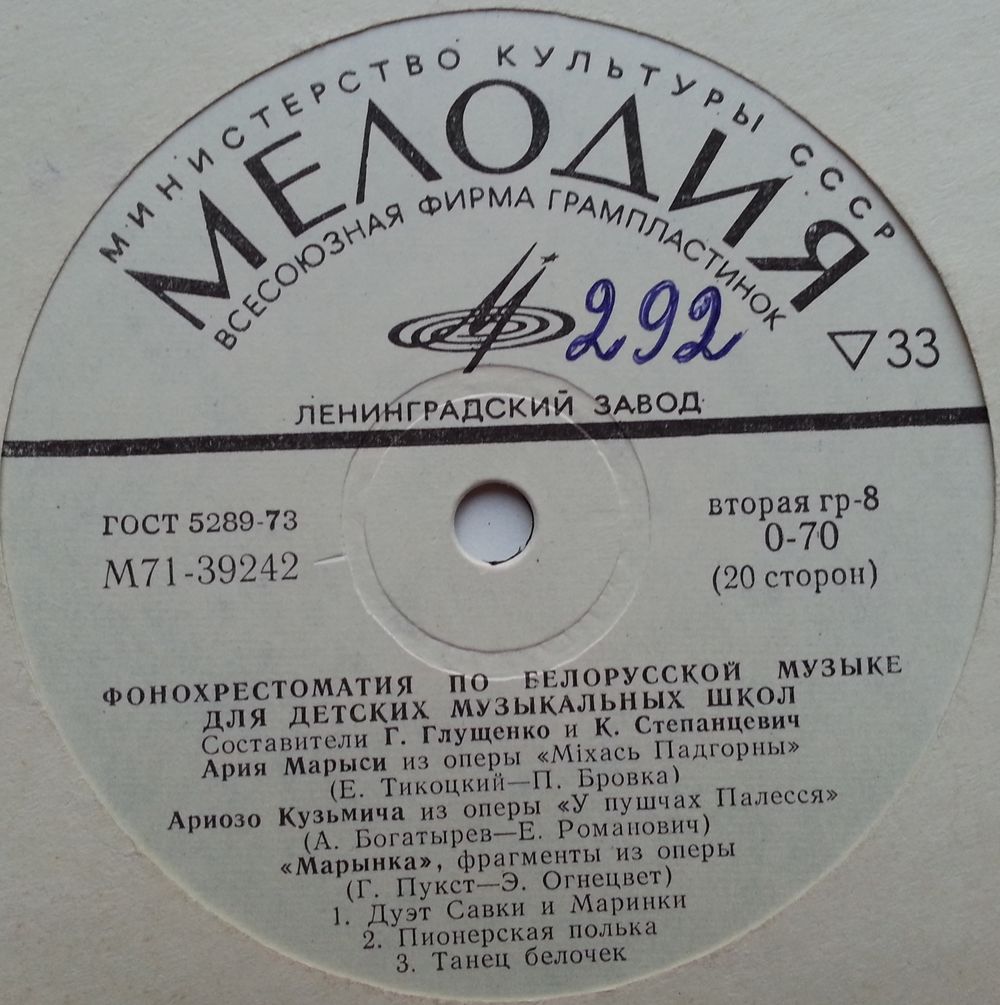 МИНИСТЕРСТВО КУЛЬТУРЫ СССР
МЕЛОДИЯ
ВСЕСОЮЗНАЯ ФИРМА ГРАМПЛАСТИНОК
292
▽33
ЛЕНИНГРАДСКИЙ ЗАВОД
ГОСТ 5289-73
М71-39242
вторая гр-8
0-70
(20 сторон)
ФОНОХРЕСТОМАТИЯ ПО БЕЛОРУССКОЙ МУЗЫКЕ
ДЛЯ ДЕТСКИХ МУЗЫКАЛЬНЫХ ШКОЛ
Составители Г. Глущенко и К. Степанцевич
Ария Марыси из оперы «Міхась Падгорны»
(Е. Тикоцкий—П. Бровка)
Ариозо Кузьмича из оперы «У пушчах Палесся»
(А. Богатырев—Е. Романович)
«Марынка», фрагменты из оперы
(Г. Пукст—Э. Огнецвет)
1. Дуэт Савки и Маринки
2. Пионерская полька
3. Танец белочек